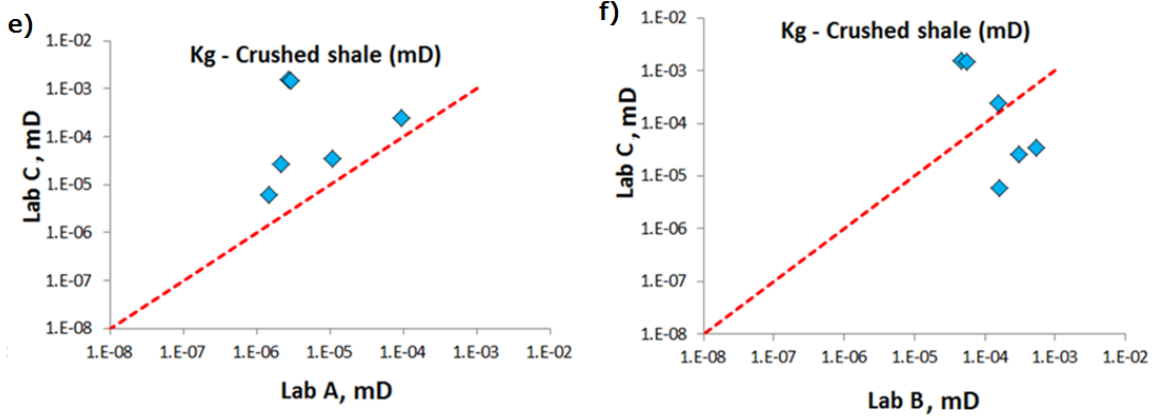 e)
Kg - Crushed shale (mD)
1.E-02
1.E-03
1.E-04
1.E-05
1.E-06
1.E-07
1.E-08
Lab C, mD
1.E-08 1.E-07 1.E-06 1.E-05 1.E-04 1.E-03 1.E-02
Lab A, mD
f)
Kg - Crushed shale (mD)
1.E-02
1.E-03
1.E-04
1.E-05
1.E-06
1.E-07
1.E-08
Lab C, mD
1.E-08 1.E-07 1.E-06 1.E-05 1.E-04 1.E-03 1.E-02
Lab B, mD